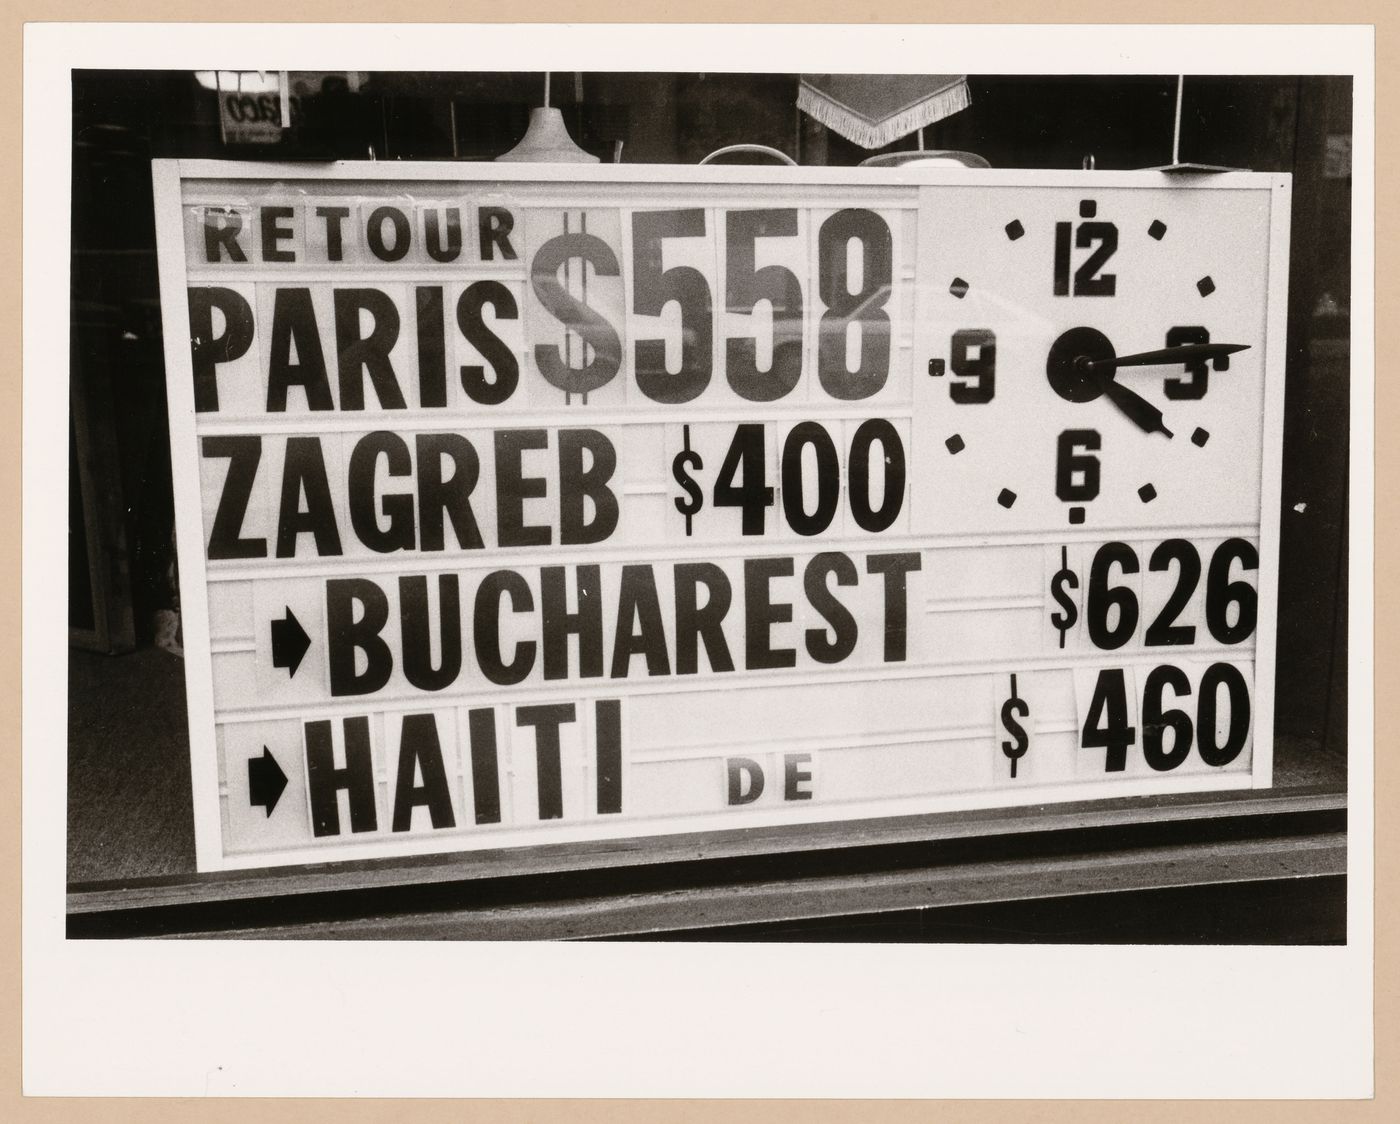 RETOUR
PARIS $558
ZAGREB $400
BUCHAREST $626
HAITI DE $460
12
9 3
6